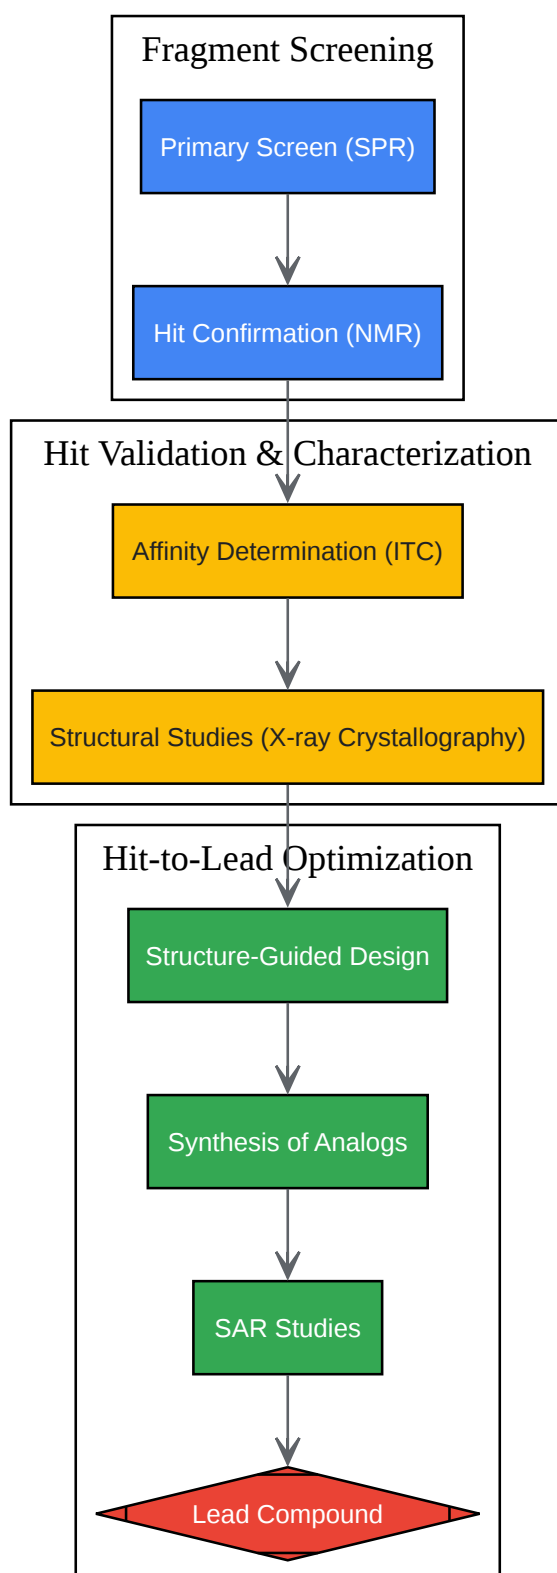 Fragment Screening
Primary Screen (SPR)
Hit Confirmation (NMR)
Hit Validation & Characterization
Affinity Determination (ITC)
Structural Studies (X-ray Crystallography)
Hit-to-Lead Optimization
Structure-Guided Design
Synthesis of Analogs
SAR Studies
Lead Compound